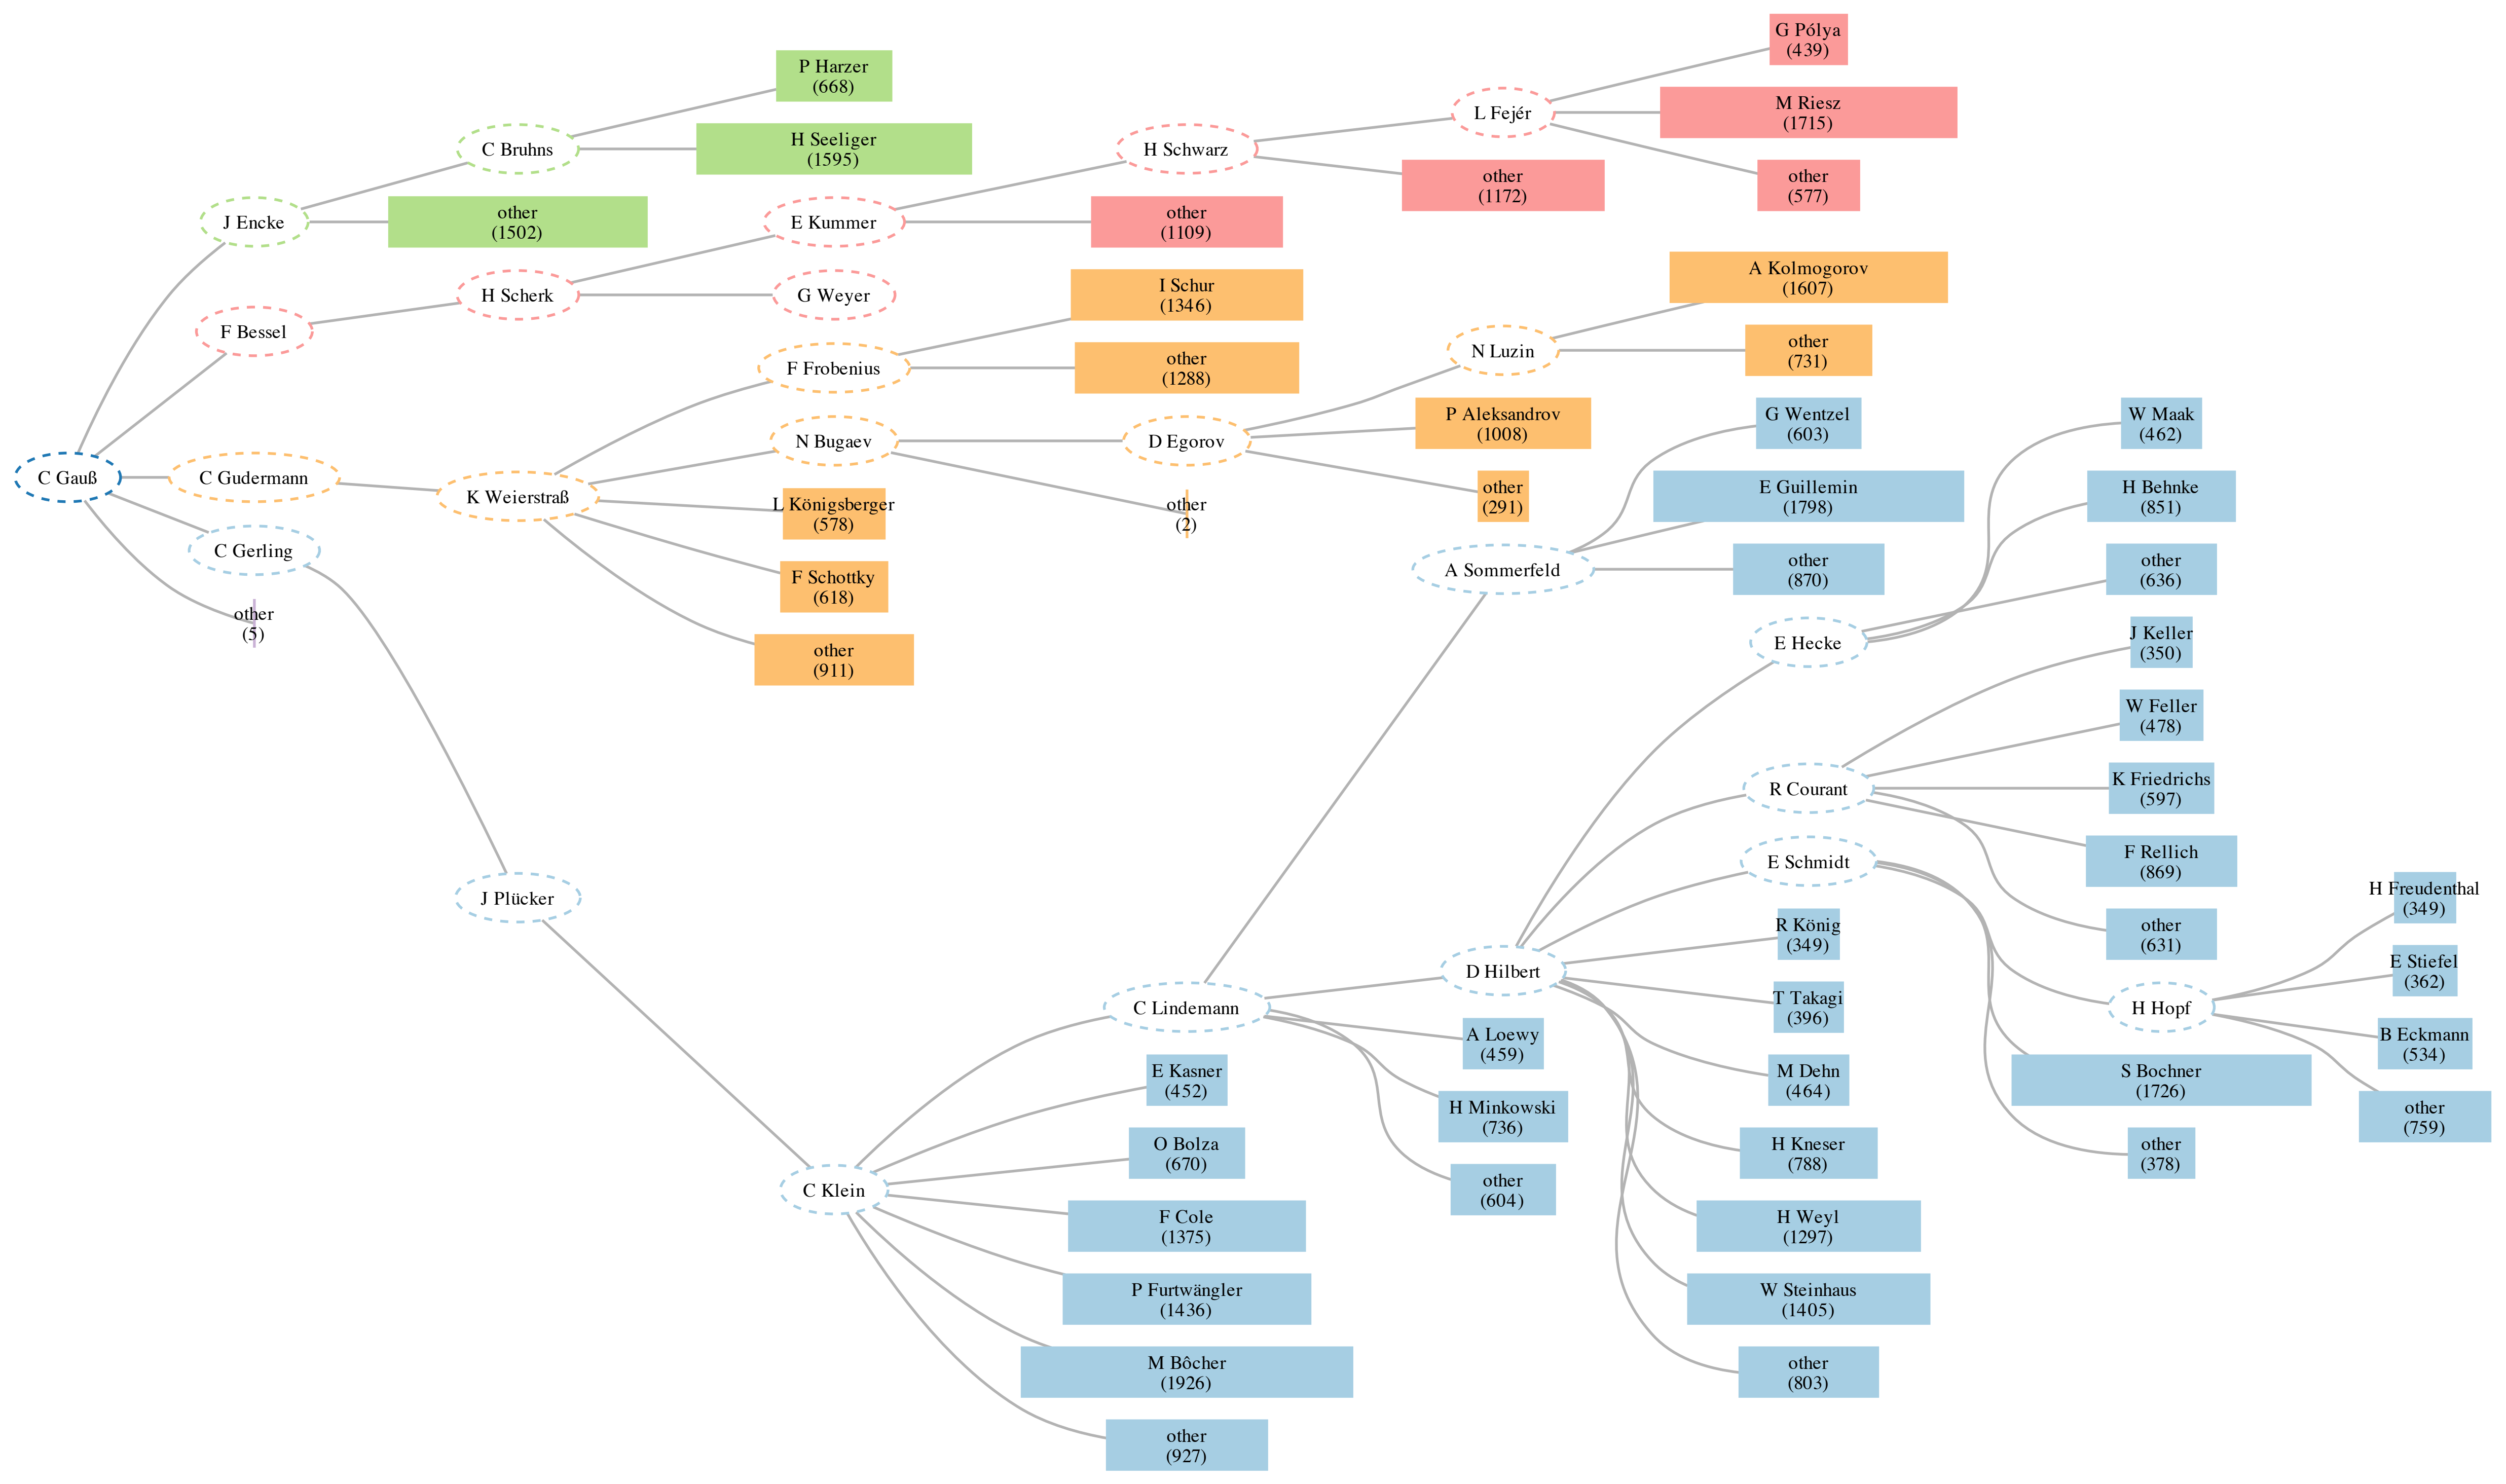 C Gauß
J Encke
F Bessel
C Gudermann
C Gerling
other
(5)
C Bruhns
other
(1502)
H Scherk
K Weierstraß
J Plücker
P Harzer
(668)
H Seeliger
(1595)
E Kummer
G Weyer
F Frobenius
N Bugaev
L Königsberger
(578)
F Schottky
(618)
other
(911)
C Klein
H Schwarz
other
(1109)
I Schur
(1346)
other
(1288)
D Egorov
other
(2)
C Lindemann
E Kasner
(452)
O Bolza
(670)
F Cole
(1375)
P Furtwängler
(1436)
M Bôcher
(1926)
other
(927)
L Fejér
other
(1172)
N Luzin
P Aleksandrov
(1008)
other
(291)
A Sommerfeld
D Hilbert
A Loewy
(459)
H Minkowski
(736)
other
(604)
G Pólya
(439)
M Riesz
(1715)
other
(577)
A Kolmogorov
(1607)
other
(731)
G Wentzel
(603)
E Guillemin
(1798)
other
(870)
E Hecke
R Courant
E Schmidt
R König
(349)
T Takagi
(396)
M Dehn
(464)
H Kneser
(788)
H Weyl
(1297)
W Steinhaus
(1405)
other
(803)
W Maak
(462)
H Behnke
(851)
other
(636)
J Keller
(350)
W Feller
(478)
K Friedrichs
(597)
F Rellich
(869)
other
(631)
H Hopf
S Bochner
(1726)
other
(378)
H Freudenthal
(349)
E Stiefel
(362)
B Eckmann
(534)
other
(759)